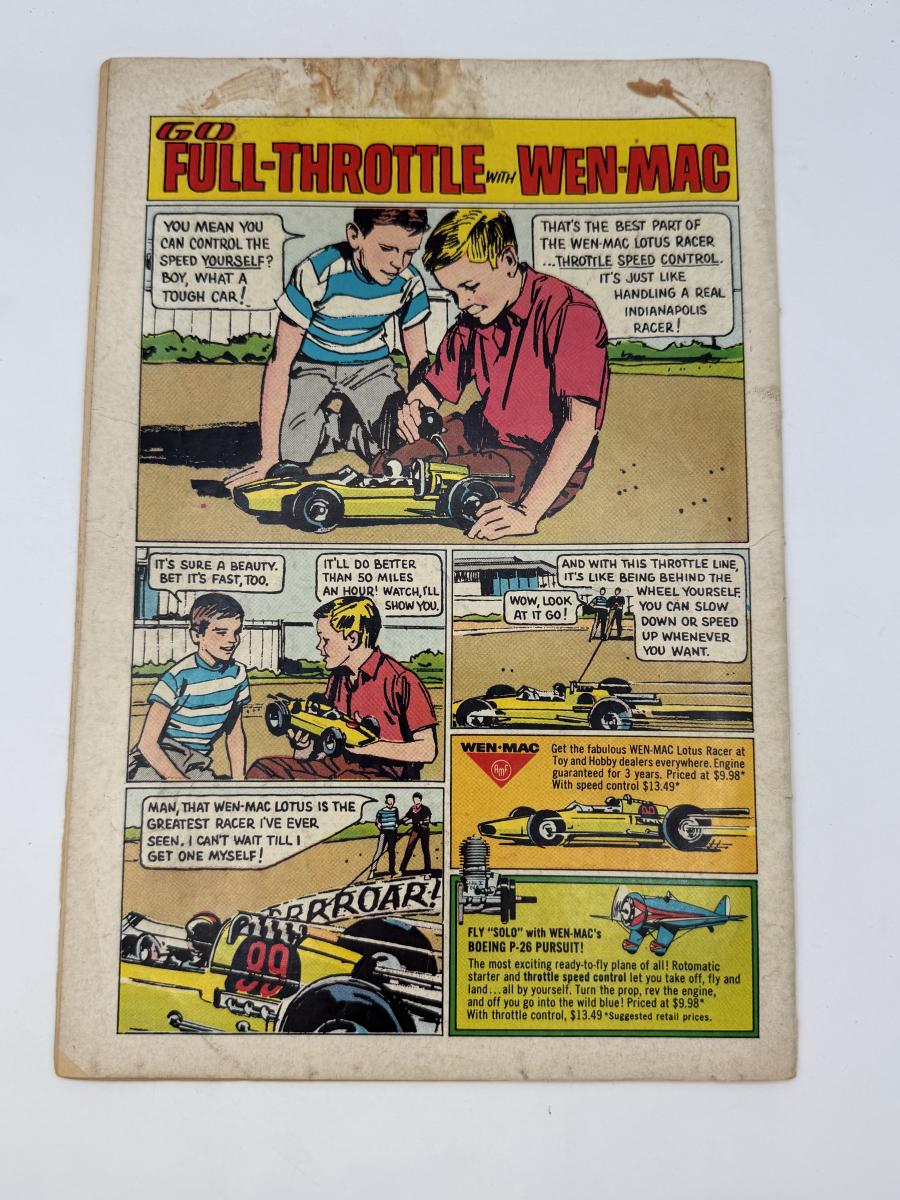 GO
FULL-THROTTLE WITH WEN-MAC
YOU MEAN YOU
CAN CONTROL THE
SPEED YOURSELF?
BOY, WHAT A
TOUGH CAR!
THAT'S THE BEST PART OF
THE WEN-MAC LOTUS RACER
...THROTTLE SPEED CONTROL.
IT'S JUST LIKE
HANDLING A REAL
INDIANAPOLIS
RACER!
IT'S SURE A BEAUTY.
BET IT'S FAST, TOO.
IT'LL DO BETTER
THAN 50 MILES
AN HOUR! WATCH, I'LL
SHOW YOU.
WOW, LOOK
AT IT GO!
AND WITH THIS THROTTLE LINE,
IT'S LIKE BEING BEHIND THE
WHEEL YOURSELF.
YOU CAN SLOW
DOWN OR SPEED
UP WHENEVER
YOU WANT.
MAN, THAT WEN-MAC LOTUS IS THE
GREATEST RACER I'VE EVER
SEEN. I CAN'T WAIT TILL I
GET ONE MYSELF!
RRRROAR!
99
WEN-MAC
AMF
Get the fabulous WEN-MAC Lotus Racer at
Toy and Hobby dealers everywhere. Engine
guaranteed for 3 years. Priced at $9.98*
With speed control $13.49*
FLY "SOLO" with WEN-MAC's
BOEING P-26 PURSUIT!
The most exciting ready-to-fly plane of all! Rotomatic
starter and throttle speed control let you take off, fly and
land...all by yourself. Turn the prop, rev the engine,
and off you go into the wild blue! Priced at $9.98*
With throttle control, $13.49 *Suggested retail prices.